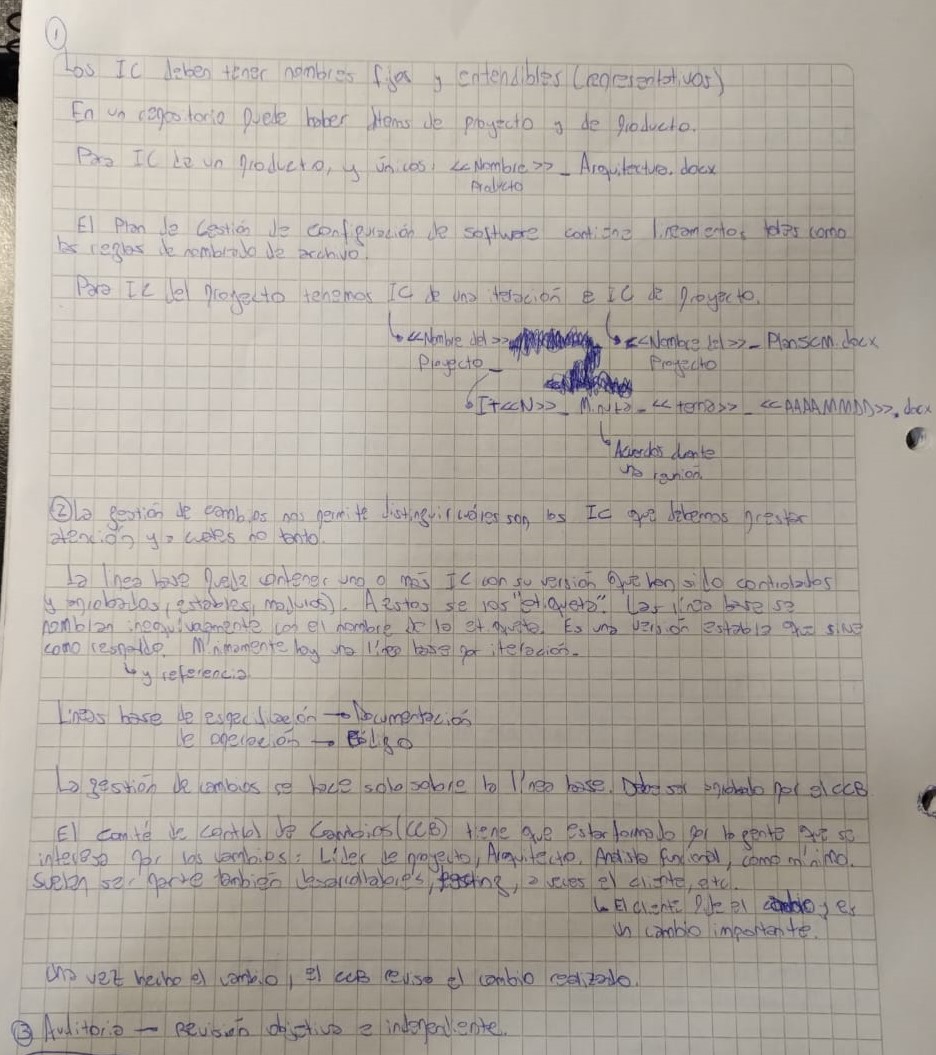 ①
Los IC deben tener nombres fijos y entendibles (representativos)
En un repositorio puede haber ítems de proyecto y de producto.
Para IC de un producto, y únicos: <<Nombre>>_ Arquitectura.docx
Producto
El Plan de Gestión de configuración de software contiene lineamentos tales como
las reglas de nombrado de archivo.
Para IC del proyecto tenemos IC de una iteración e IC de proyecto.
<<Nombre del>> <<Nombre del>>_ PlanSCM.docx
Proyecto_ Proyecto
It<<N>>_ Minuta_ <<tema>>_ <<AAAAMMDD>>.docx
Acuerdos durante
una reunión
② La gestión de cambios nos permite distinguir cuáles son los IC que debemos prestar
atención y a cuáles no tanto.
La línea base puede contener uno o más IC con su versión que han sido controlados
y aprobados (estables, maduros). A estos se los "etiqueta". Las línea base se
nombran inequívocamente con el nombre de la etiqueta. Es una versión estable que sirve
como respaldo. Minimamente hay una línea base por iteración.
y referencia
Lineas base de especificación → Documentación
de operación → Código
La gestión de cambios se hace solo sobre la línea base. Debe ser aprobado por el CCB
El comité de control de Cambios (CCB) tiene que estar formado por la gente que se
interesa por los cambios: Líder de proyecto, Arquitecto, Analista funcional, como mínimo.
Suelen ser parte también desarrolladores, testing, a veces el cliente, etc.
El cliente pide el cambio y es
un cambio importante.
Una vez hecho el cambio, el CCB revisa el cambio realizado.
③ Auditoria → Revisión objetiva e independiente.